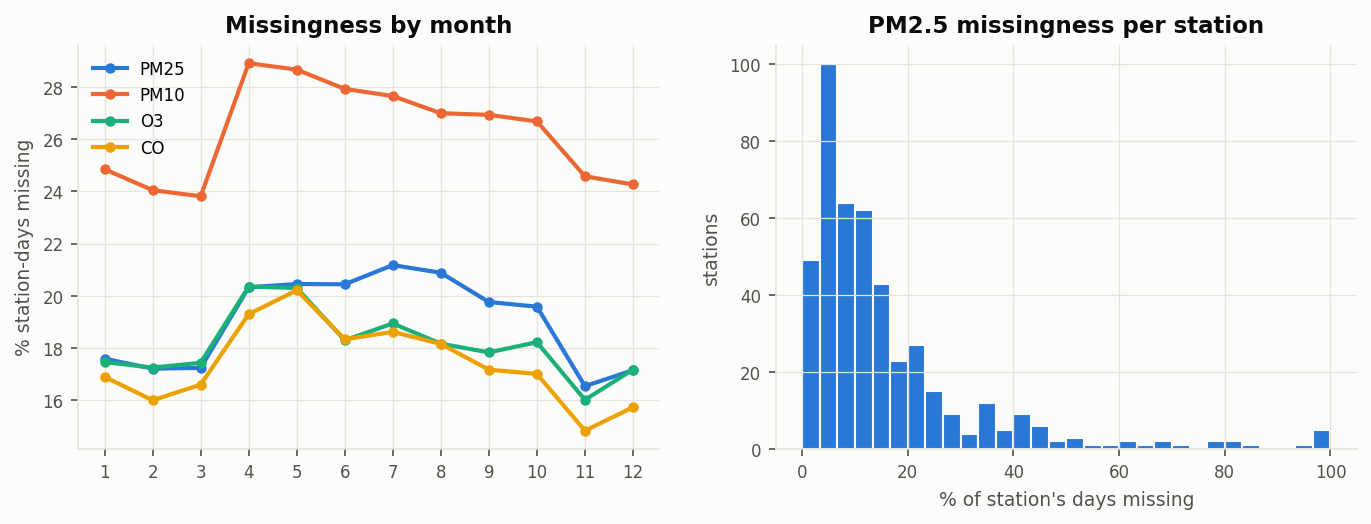 Missingness by month
% station-days missing
28
26
24
22
20
18
16
PM25
PM10
O3
CO
1 2 3 4 5 6 7 8 9 10 11 12
PM2.5 missingness per station
stations
100
80
60
40
20
0
0 20 40 60 80 100
% of station's days missing